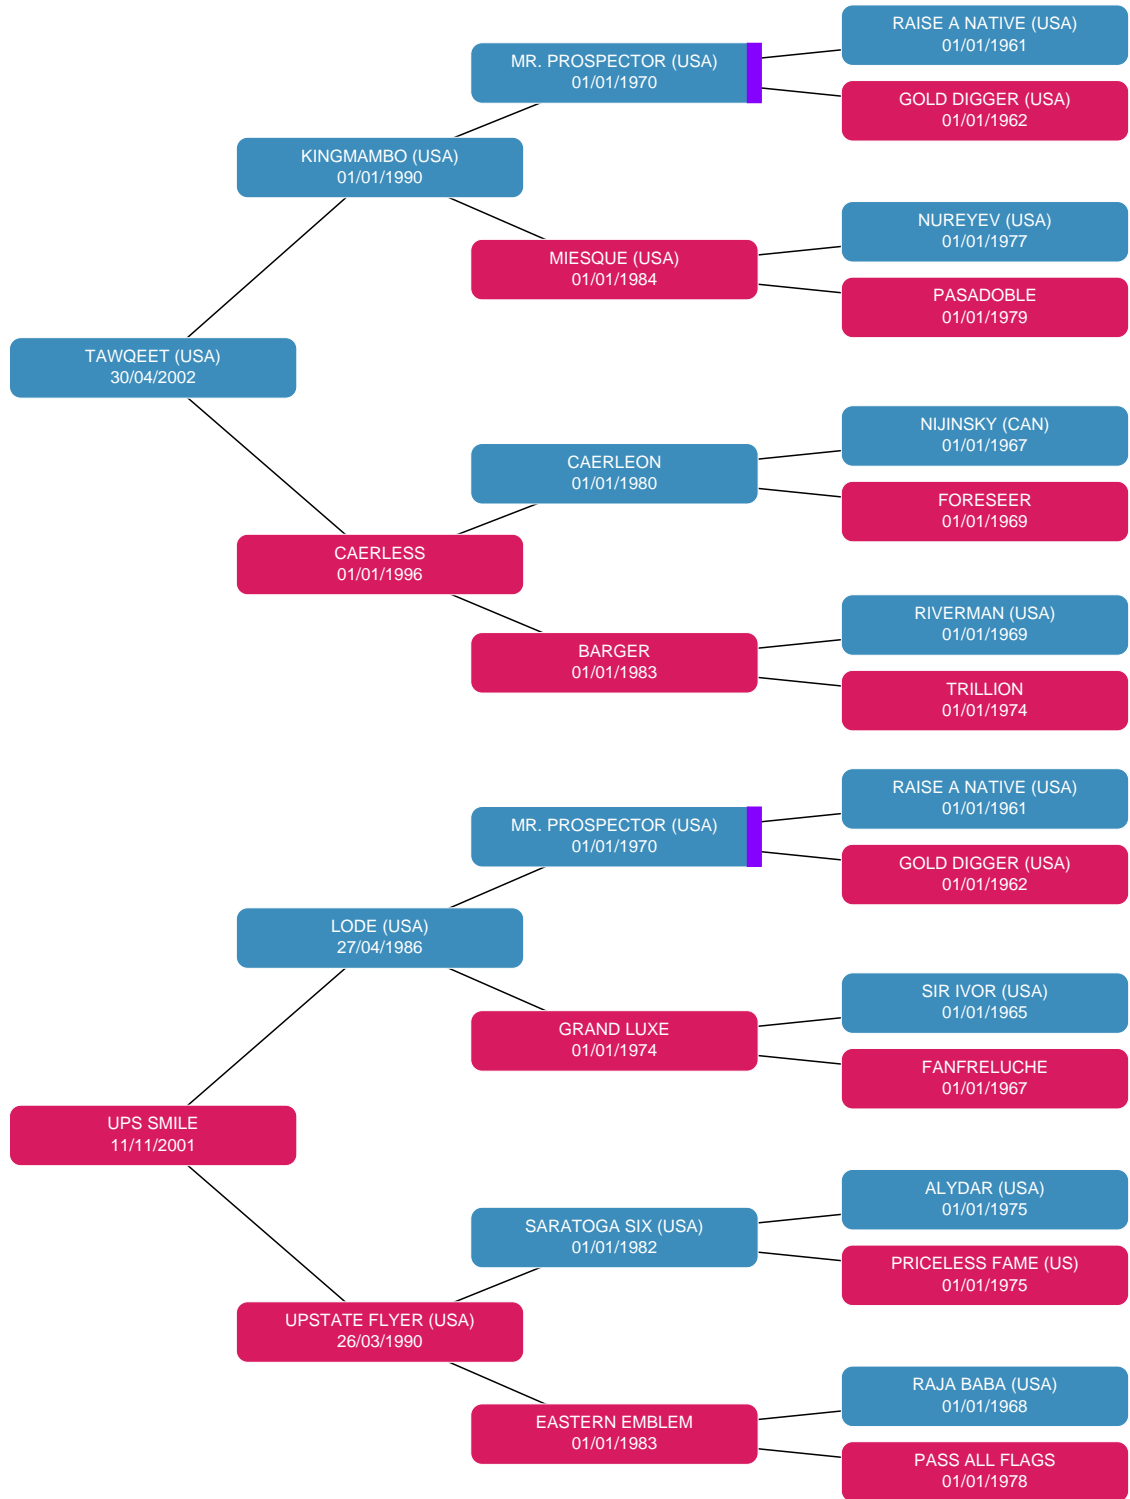 RAISE A NATIVE (USA)
01/01/1961
MR. PROSPECTOR (USA)
01/01/1970
GOLD DIGGER (USA)
01/01/1962
KINGMAMBO (USA)
01/01/1990
NUREYEV (USA)
01/01/1977
MIESQUE (USA)
01/01/1984
PASADOBLE
01/01/1979
TAWQEET (USA)
30/04/2002
NIJINSKY (CAN)
01/01/1967
CAERLEON
01/01/1980
FORESEER
01/01/1969
CAERLESS
01/01/1996
RIVERMAN (USA)
01/01/1969
BARGER
01/01/1983
TRILLION
01/01/1974
RAISE A NATIVE (USA)
01/01/1961
MR. PROSPECTOR (USA)
01/01/1970
GOLD DIGGER (USA)
01/01/1962
LODE (USA)
27/04/1986
SIR IVOR (USA)
01/01/1965
GRAND LUXE
01/01/1974
FANFRELUCHE
01/01/1967
UPS SMILE
11/11/2001
ALYDAR (USA)
01/01/1975
SARATOGA SIX (USA)
01/01/1982
PRICELESS FAME (US)
01/01/1975
UPSTATE FLYER (USA)
26/03/1990
RAJA BABA (USA)
01/01/1968
EASTERN EMBLEM
01/01/1983
PASS ALL FLAGS
01/01/1978